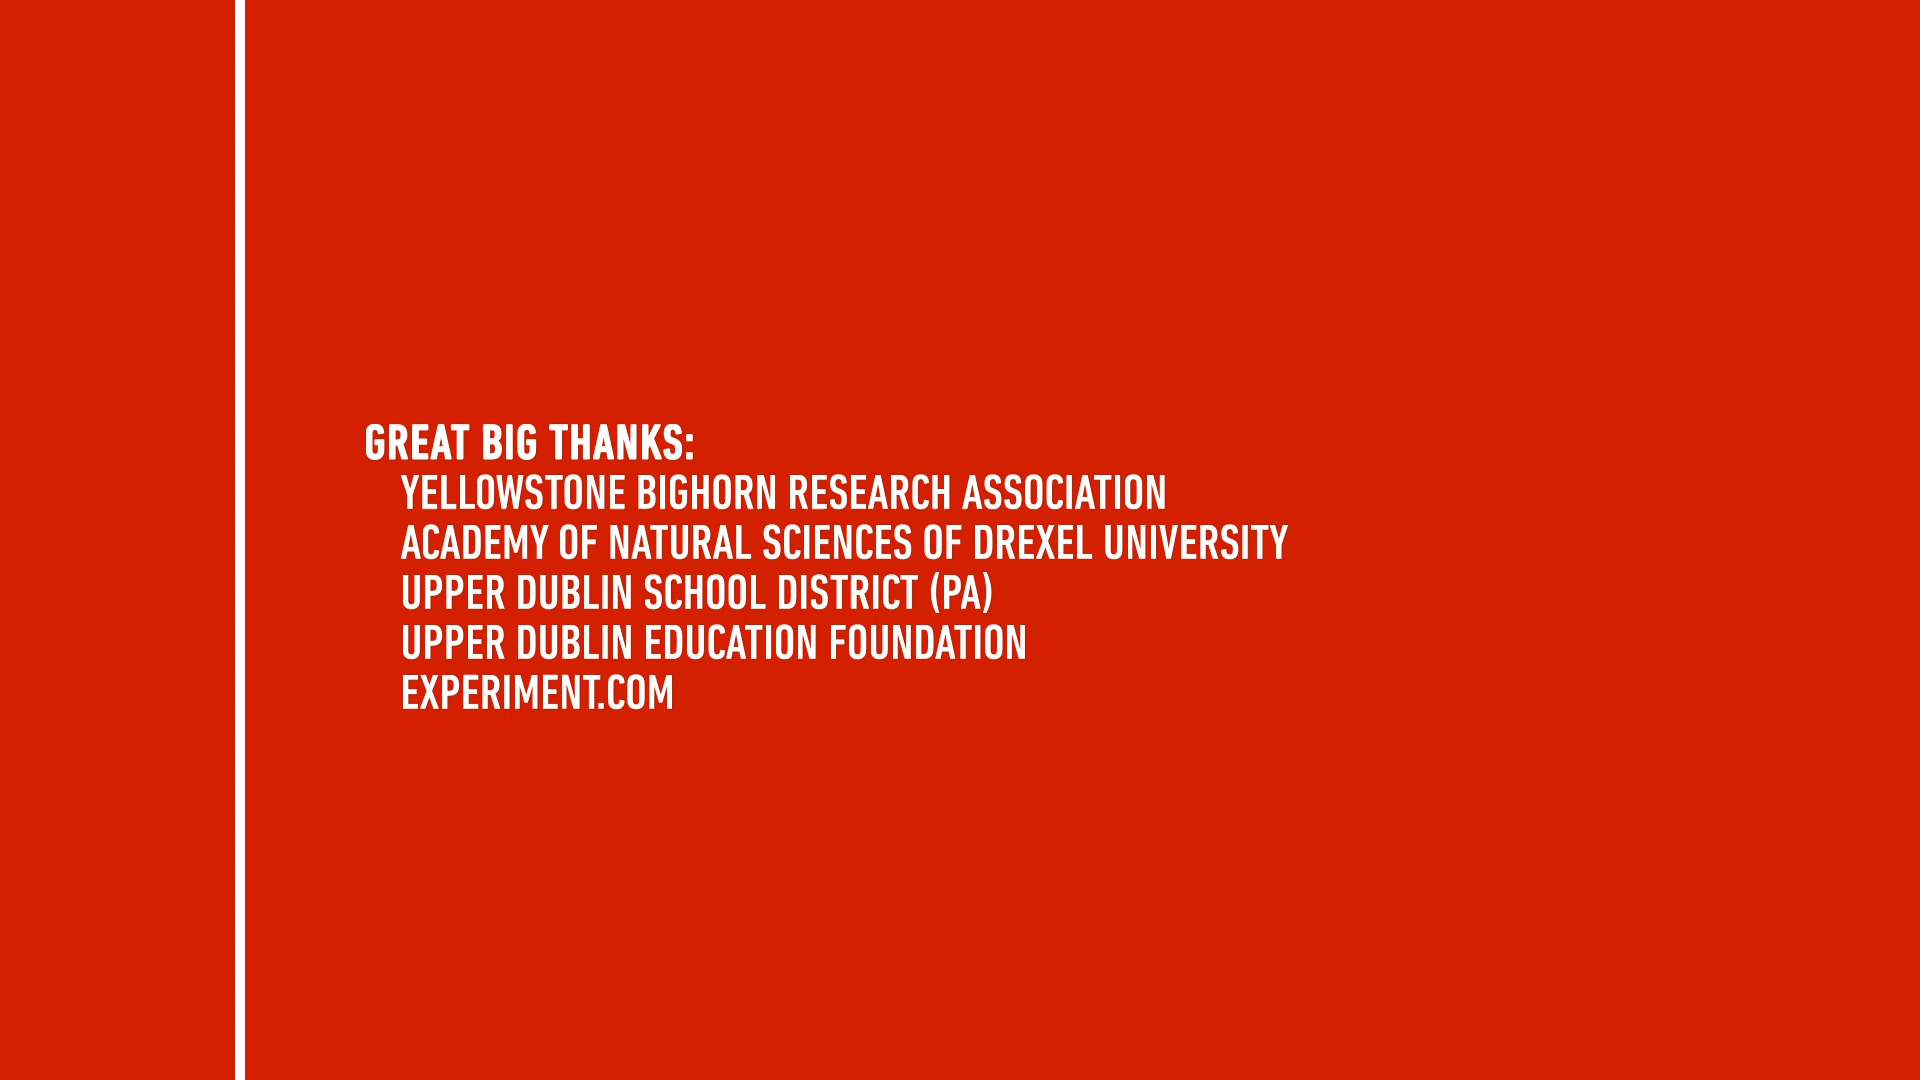 GREAT BIG THANKS:
YELLOWSTONE BIGHORN RESEARCH ASSOCIATION
ACADEMY OF NATURAL SCIENCES OF DREXEL UNIVERSITY
UPPER DUBLIN SCHOOL DISTRICT (PA)
UPPER DUBLIN EDUCATION FOUNDATION
EXPERIMENT.COM